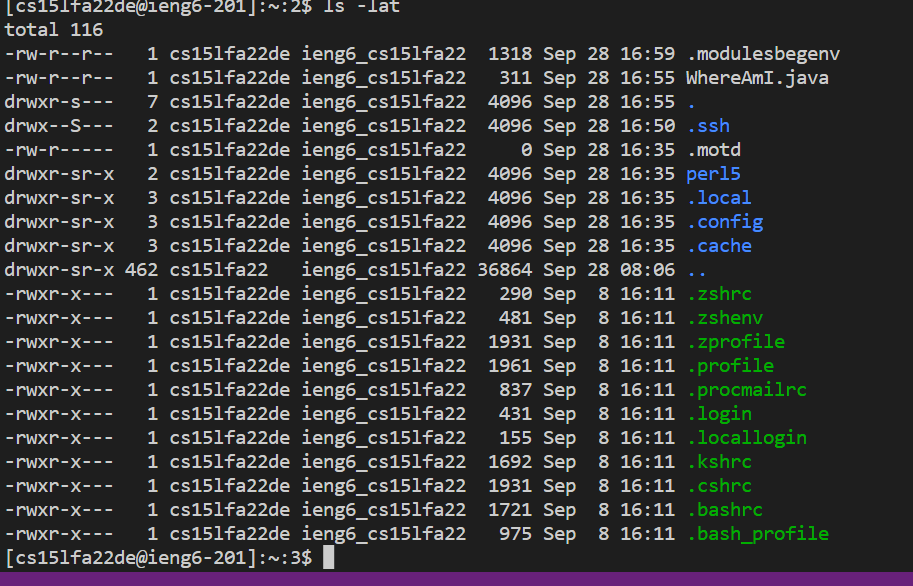 [cs15lfa22de@ieng6-201]:~:2$ ls -lat
total 116
-rw-r--r--   1 cs15lfa22de ieng6_cs15lfa22  1318 Sep 28 16:59 .modulesbegenv
-rw-r--r--   1 cs15lfa22de ieng6_cs15lfa22   311 Sep 28 16:55 WhereAmI.java
drwxr-s---   7 cs15lfa22de ieng6_cs15lfa22  4096 Sep 28 16:55 .
drwx--S---   2 cs15lfa22de ieng6_cs15lfa22  4096 Sep 28 16:50 .ssh
-rw-r-----   1 cs15lfa22de ieng6_cs15lfa22     0 Sep 28 16:35 .motd
drwxr-sr-x   2 cs15lfa22de ieng6_cs15lfa22  4096 Sep 28 16:35 perl5
drwxr-sr-x   3 cs15lfa22de ieng6_cs15lfa22  4096 Sep 28 16:35 .local
drwxr-sr-x   3 cs15lfa22de ieng6_cs15lfa22  4096 Sep 28 16:35 .config
drwxr-sr-x   3 cs15lfa22de ieng6_cs15lfa22  4096 Sep 28 16:35 .cache
drwxr-sr-x 462 cs15lfa22   ieng6_cs15lfa22 36864 Sep 28 08:06 ..
-rwxr-x---   1 cs15lfa22de ieng6_cs15lfa22   290 Sep  8 16:11 .zshrc
-rwxr-x---   1 cs15lfa22de ieng6_cs15lfa22   481 Sep  8 16:11 .zshenv
-rwxr-x---   1 cs15lfa22de ieng6_cs15lfa22  1931 Sep  8 16:11 .zprofile
-rwxr-x---   1 cs15lfa22de ieng6_cs15lfa22  1961 Sep  8 16:11 .profile
-rwxr-x---   1 cs15lfa22de ieng6_cs15lfa22   837 Sep  8 16:11 .procmailrc
-rwxr-x---   1 cs15lfa22de ieng6_cs15lfa22   431 Sep  8 16:11 .login
-rwxr-x---   1 cs15lfa22de ieng6_cs15lfa22   155 Sep  8 16:11 .locallogin
-rwxr-x---   1 cs15lfa22de ieng6_cs15lfa22  1692 Sep  8 16:11 .kshrc
-rwxr-x---   1 cs15lfa22de ieng6_cs15lfa22  1931 Sep  8 16:11 .cshrc
-rwxr-x---   1 cs15lfa22de ieng6_cs15lfa22  1721 Sep  8 16:11 .bashrc
-rwxr-x---   1 cs15lfa22de ieng6_cs15lfa22   975 Sep  8 16:11 .bash_profile
[cs15lfa22de@ieng6-201]:~:3$